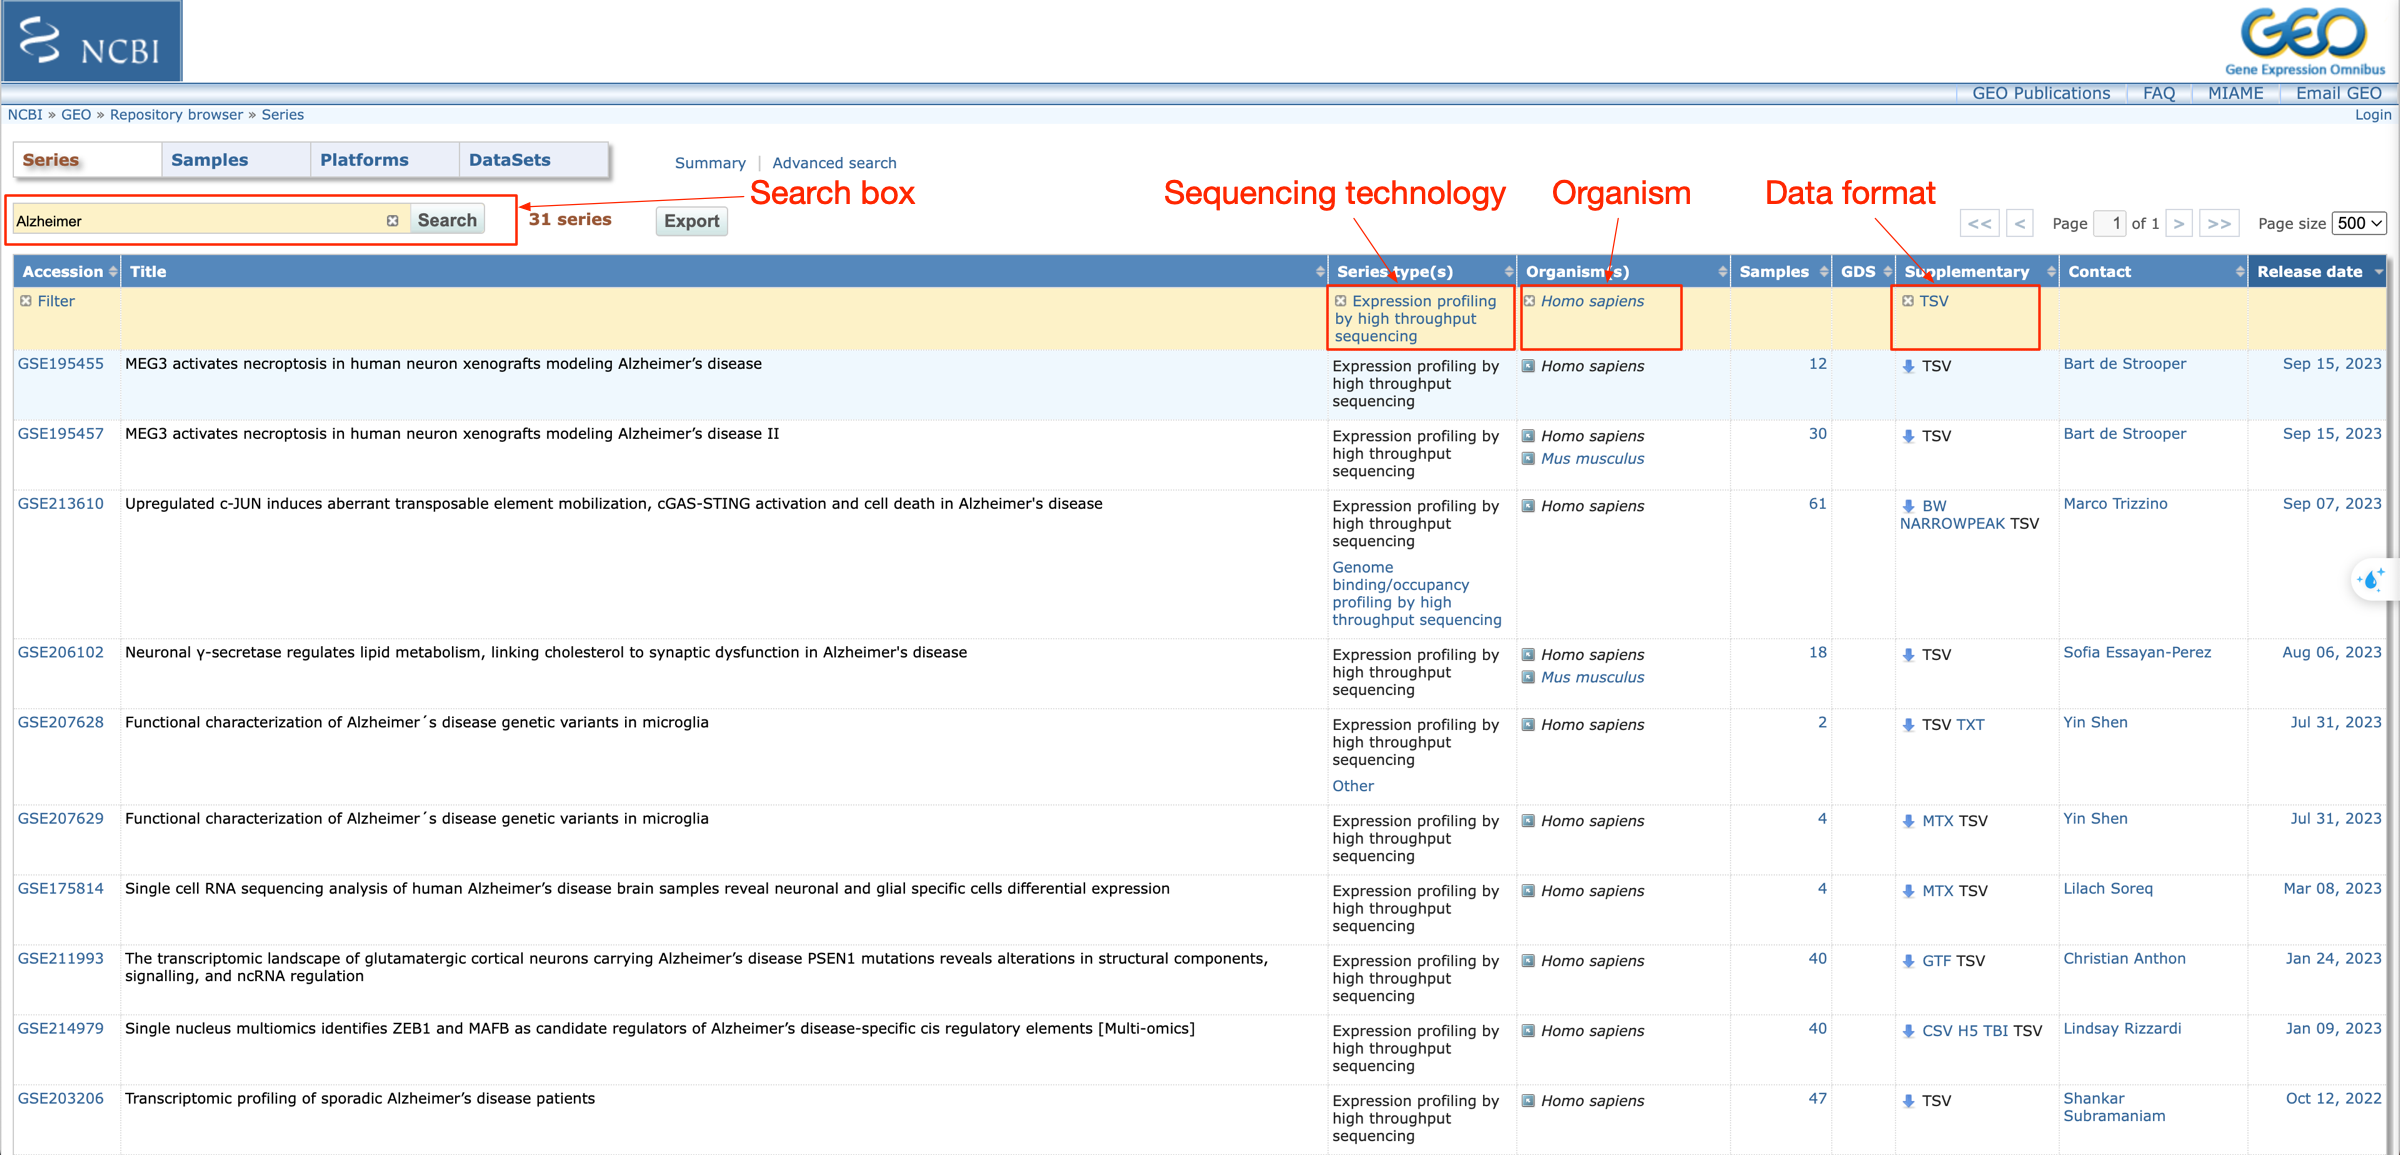 NCBI
GEO
Gene Expression Omnibus
GEO Publications FAQ MIAME Email GEO
NCBI » GEO » Repository browser » Series
Login
Series Samples Platforms DataSets
Summary | Advanced search
Search box
Sequencing technology
Organism
Data format
Alzheimer Search
31 series
Export
<< < Page 1 of 1 > >> Page size 500
Accession Title Series type(s) Organism(s) Samples GDS Supplementary Contact Release date
Filter
Expression profiling
by high throughput
sequencing
Homo sapiens
TSV
GSE195455 MEG3 activates necroptosis in human neuron xenografts modeling Alzheimer’s disease
Expression profiling by
high throughput
sequencing
Homo sapiens
12
TSV
Bart de Strooper
Sep 15, 2023
GSE195457 MEG3 activates necroptosis in human neuron xenografts modeling Alzheimer’s disease II
Expression profiling by
high throughput
sequencing
Homo sapiens
Mus musculus
30
TSV
Bart de Strooper
Sep 15, 2023
GSE213610 Upregulated c-JUN induces aberrant transposable element mobilization, cGAS-STING activation and cell death in Alzheimer's disease
Expression profiling by
high throughput
sequencing
Genome
binding/occupancy
profiling by high
throughput sequencing
Homo sapiens
61
BW
NARROWPEAK TSV
Marco Trizzino
Sep 07, 2023
GSE206102 Neuronal γ-secretase regulates lipid metabolism, linking cholesterol to synaptic dysfunction in Alzheimer's disease
Expression profiling by
high throughput
sequencing
Homo sapiens
Mus musculus
18
TSV
Sofia Essayan-Perez
Aug 06, 2023
GSE207628 Functional characterization of Alzheimer´s disease genetic variants in microglia
Expression profiling by
high throughput
sequencing
Other
Homo sapiens
2
TSV TXT
Yin Shen
Jul 31, 2023
GSE207629 Functional characterization of Alzheimer´s disease genetic variants in microglia
Expression profiling by
high throughput
sequencing
Homo sapiens
4
MTX TSV
Yin Shen
Jul 31, 2023
GSE175814 Single cell RNA sequencing analysis of human Alzheimer’s disease brain samples reveal neuronal and glial specific cells differential expression
Expression profiling by
high throughput
sequencing
Homo sapiens
4
MTX TSV
Lilach Soreq
Mar 08, 2023
GSE211993 The transcriptomic landscape of glutamatergic cortical neurons carrying Alzheimer’s disease PSEN1 mutations reveals alterations in structural components,
signalling, and ncRNA regulation
Expression profiling by
high throughput
sequencing
Homo sapiens
40
GTF TSV
Christian Anthon
Jan 24, 2023
GSE214979 Single nucleus multiomics identifies ZEB1 and MAFB as candidate regulators of Alzheimer’s disease-specific cis regulatory elements [Multi-omics]
Expression profiling by
high throughput
sequencing
Homo sapiens
40
CSV H5 TBI TSV
Lindsay Rizzardi
Jan 09, 2023
GSE203206 Transcriptomic profiling of sporadic Alzheimer’s disease patients
Expression profiling by
high throughput
sequencing
Homo sapiens
47
TSV
Shankar
Subramaniam
Oct 12, 2022